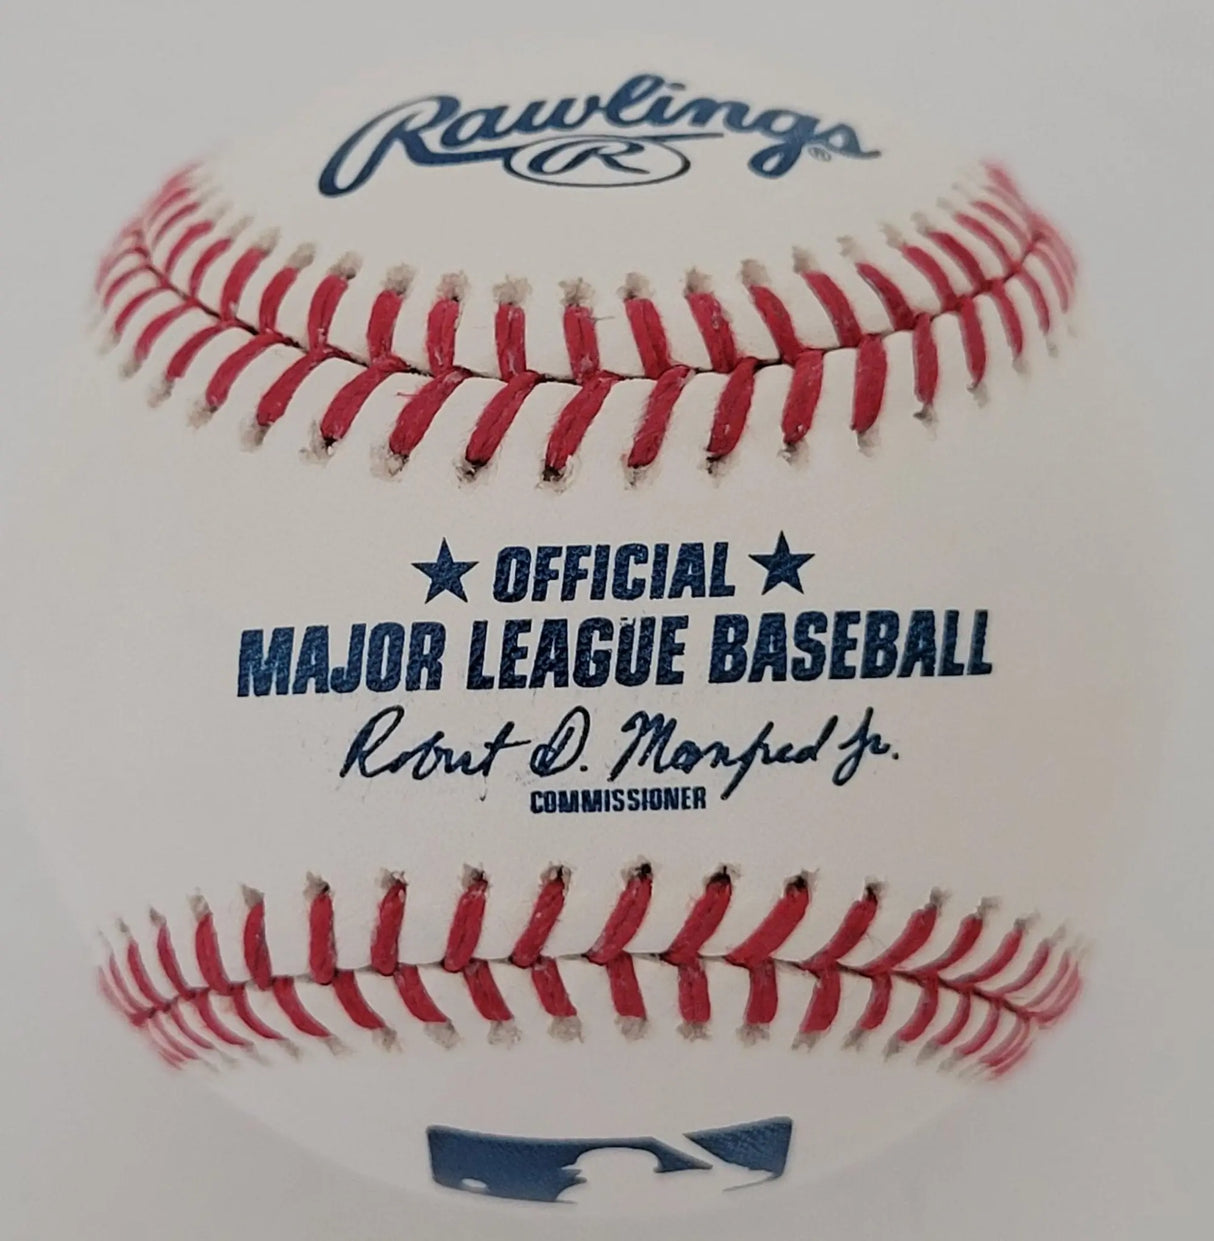 Rawlings®
R
★ OFFICIAL ★
MAJOR LEAGUE BASEBALL
Robert D. Manfred Jr.
COMMISSIONER